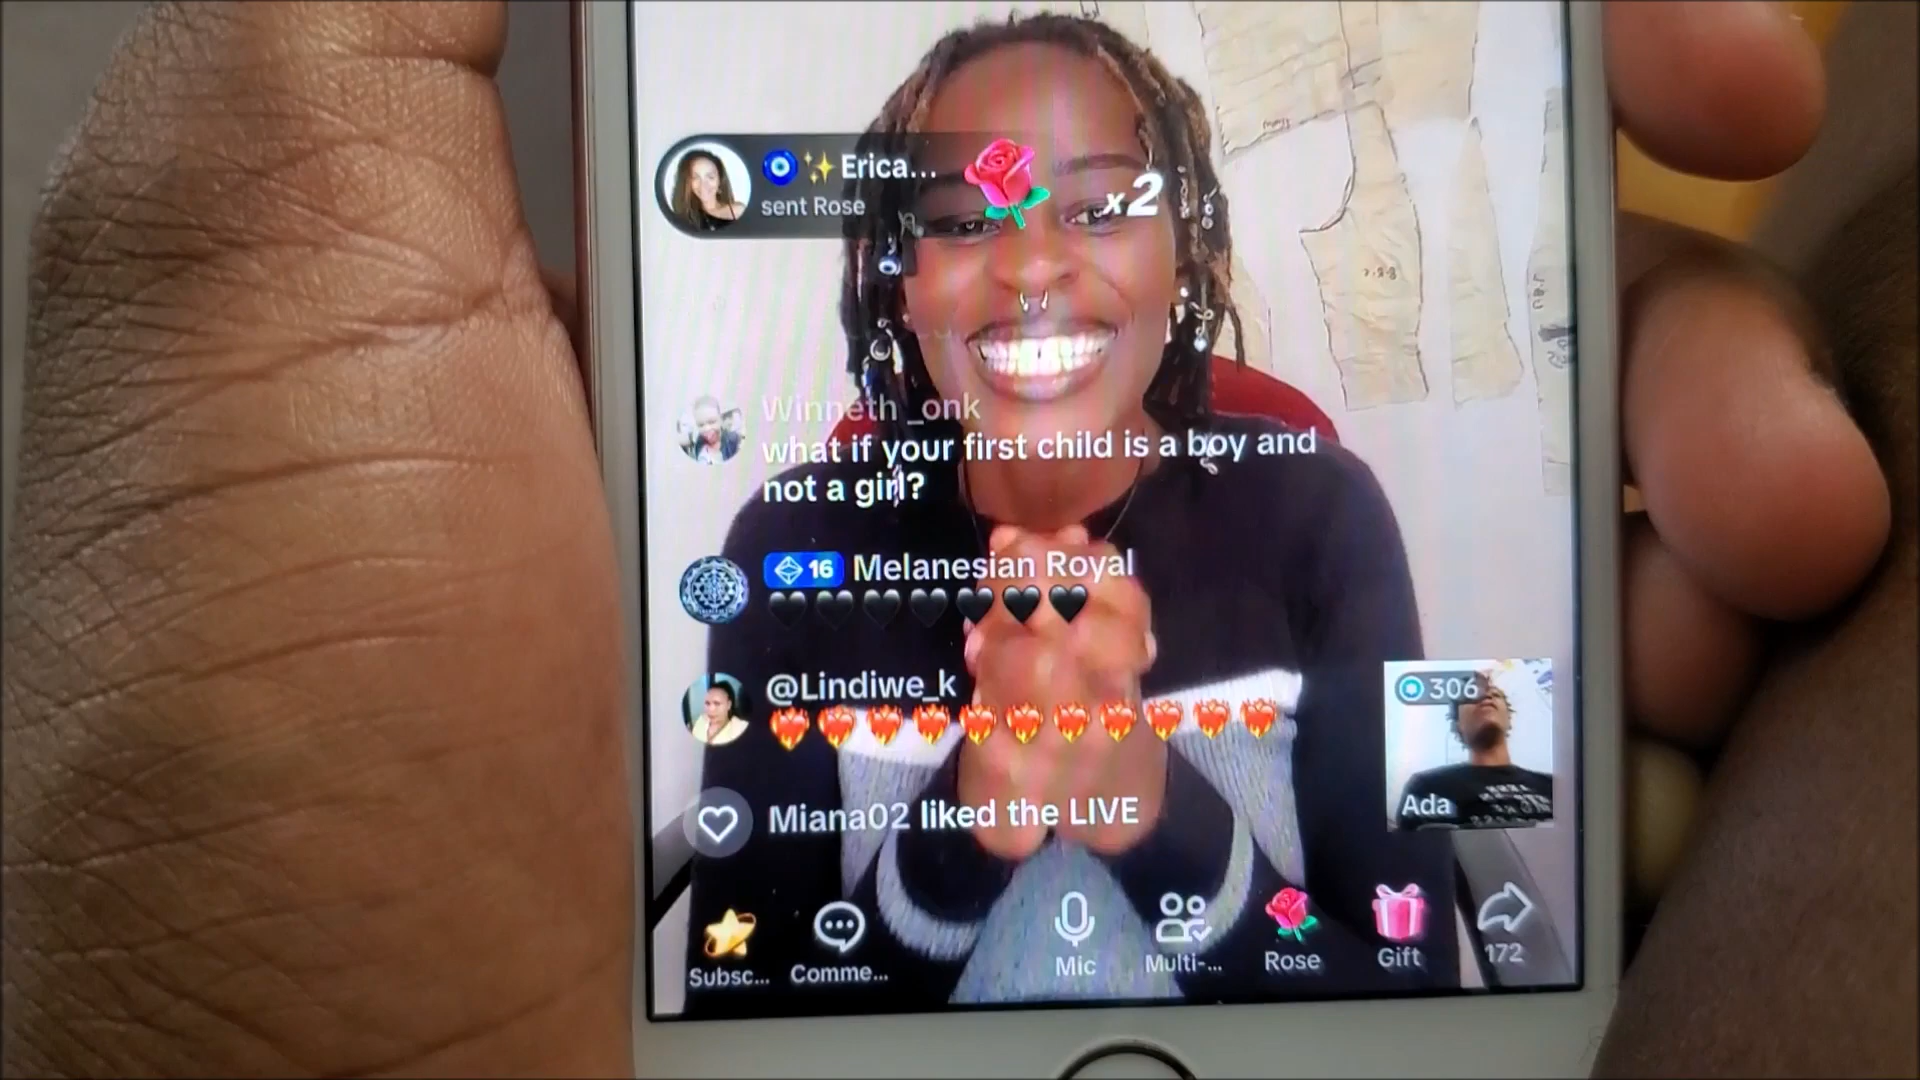 Erica...
sent Rose
x2
Winneth_onk
what if your first child is a boy and
not a girl?
16 Melanesian Royal
@Lindiwe_k
306
Ada
Miana02 liked the LIVE
Subsc...
Comme...
Mic
Multi-...
Rose
Gift
172